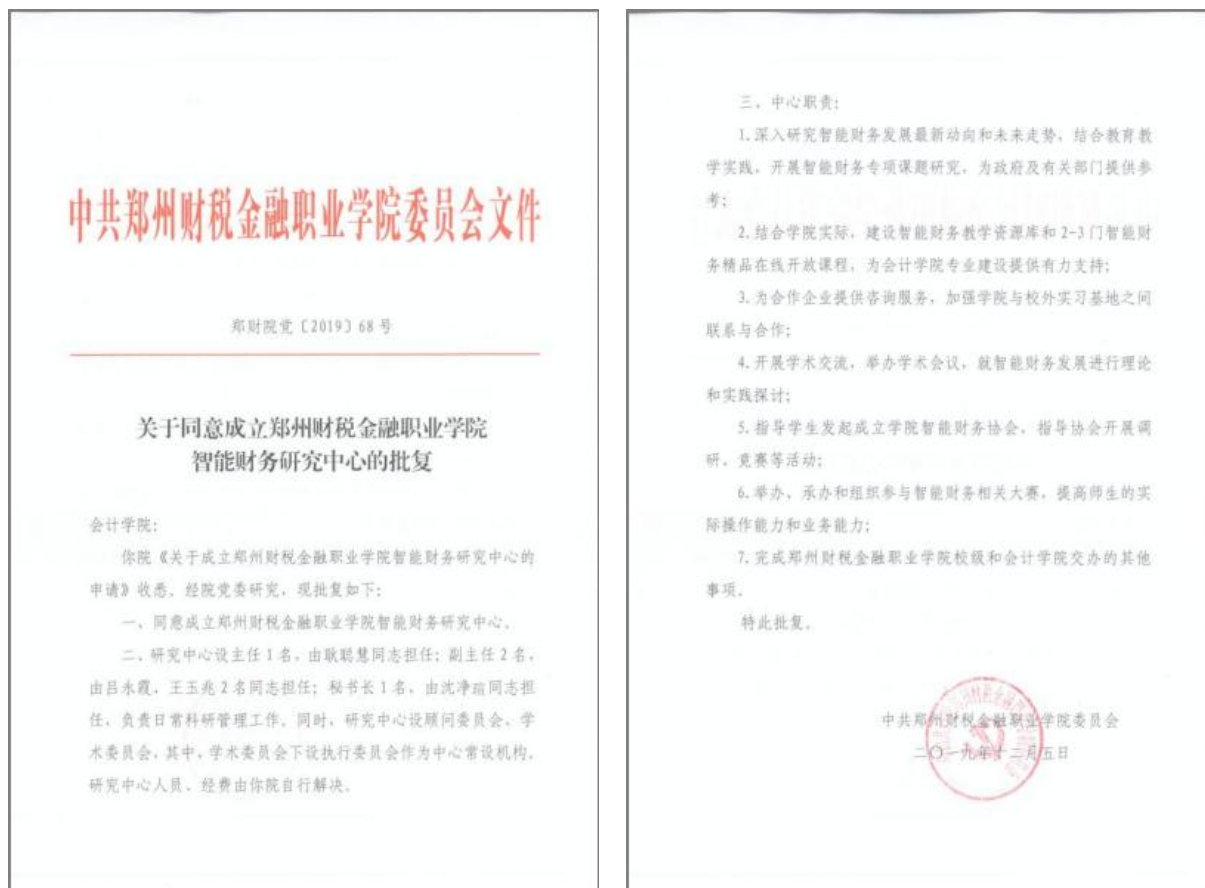 中共郑州财税金融职业学院委员会文件
郑财院党〔2019〕68号
关于同意成立郑州财税金融职业学院
智能财务研究中心的批复
会计学院：
你院《关于成立郑州财税金融职业学院智能财务研究中心的
申请》收悉。经院党委研究，现批复如下：
一、同意成立郑州财税金融职业学院智能财务研究中心。
二、研究中心设主任1名，由耿聪慧同志担任；副主任2名，
由吕永霞、王玉兆2名同志担任；秘书长1名，由沈净瑄同志担
任，负责日常科研管理工作。同时，研究中心设顾问委员会、学
术委员会，其中，学术委员会下设执行委员会作为中心常设机构。
研究中心人员、经费由你院自行解决。
三、中心职责：
1.深入研究智能财务发展最新动向和未来走势，结合教育教
学实践，开展智能财务专项课题研究，为政府及有关部门提供参
考；
2.结合学院实际，建设智能财务教学资源库和2-3门智能财
务精品在线开放课程，为会计学院专业建设提供有力支持；
3.为合作企业提供咨询服务，加强学院与校外实习基地之间
联系与合作；
4.开展学术交流，举办学术会议，就智能财务发展进行理论
和实践探讨；
5.指导学生发起成立学院智能财务协会，指导协会开展调
研、竞赛等活动；
6.举办、承办和组织参与智能财务相关大赛，提高师生的实
际操作能力和业务能力；
7.完成郑州财税金融职业学院校级和会计学院交办的其他
事项。
特此批复。
中共郑州财税金融职业学院委员会
二〇一九年十二月五日